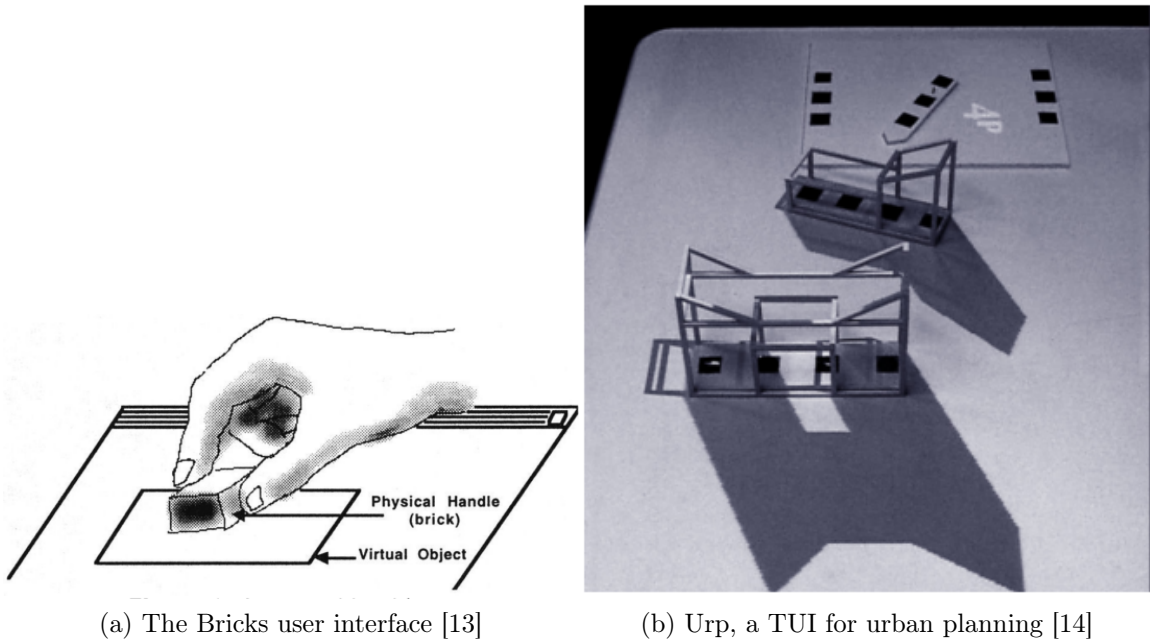 4P
Physical Handle
(brick)
Virtual Object
(a) The Bricks user interface [13]
(b) Urp, a TUI for urban planning [14]